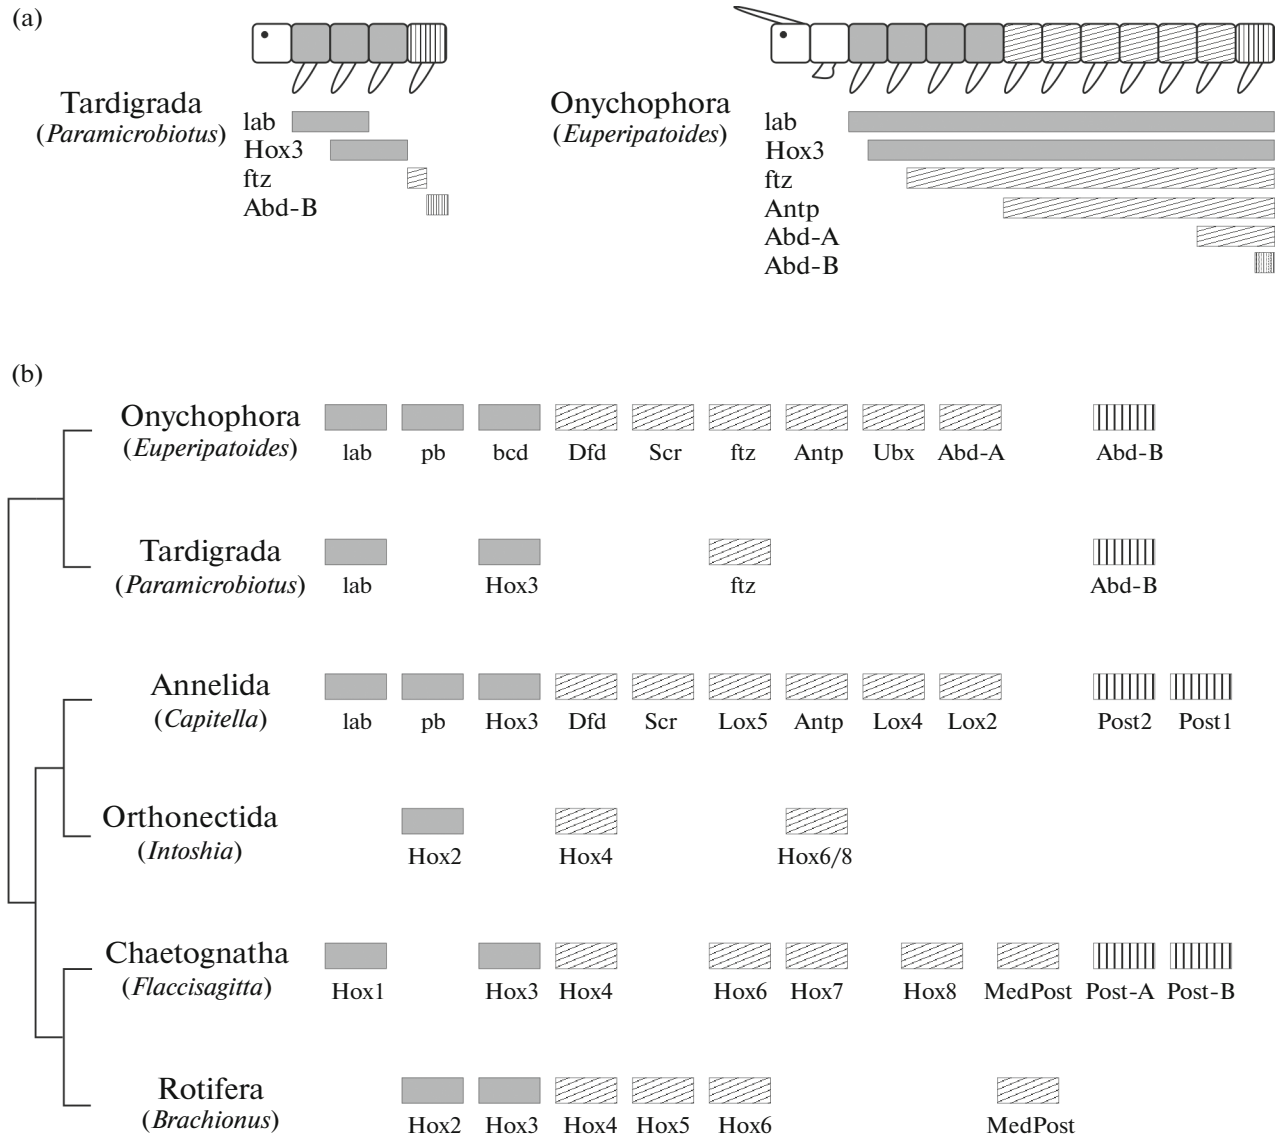 (a)
Tardigrada
(Paramicrobiotus)
lab
Hox3
ftz
Abd-B
Onychophora
(Euperipatoides)
lab
Hox3
ftz
Antp
Abd-A
Abd-B
(b)
Onychophora
(Euperipatoides)
lab pb bcd Dfd Scr ftz Antp Ubx Abd-A Abd-B
Tardigrada
(Paramicrobiotus)
lab Hox3 ftz Abd-B
Annelida
(Capitella)
lab pb Hox3 Dfd Scr Lox5 Antp Lox4 Lox2 Post2 Post1
Orthonectida
(Intoshia)
Hox2 Hox4 Hox6/8
Chaetognatha
(Flaccisagitta)
Hox1 Hox3 Hox4 Hox6 Hox7 Hox8 MedPost Post-A Post-B
Rotifera
(Brachionus)
Hox2 Hox3 Hox4 Hox5 Hox6 MedPost